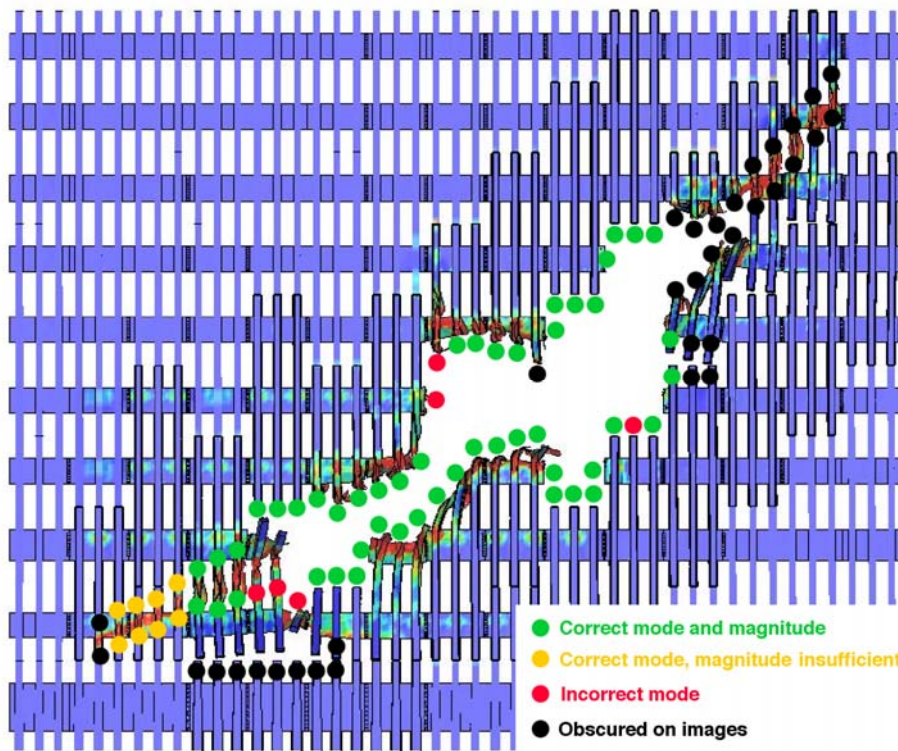 Correct mode and magnitude
Correct mode, magnitude insufficient
Incorrect mode
Obscured on images